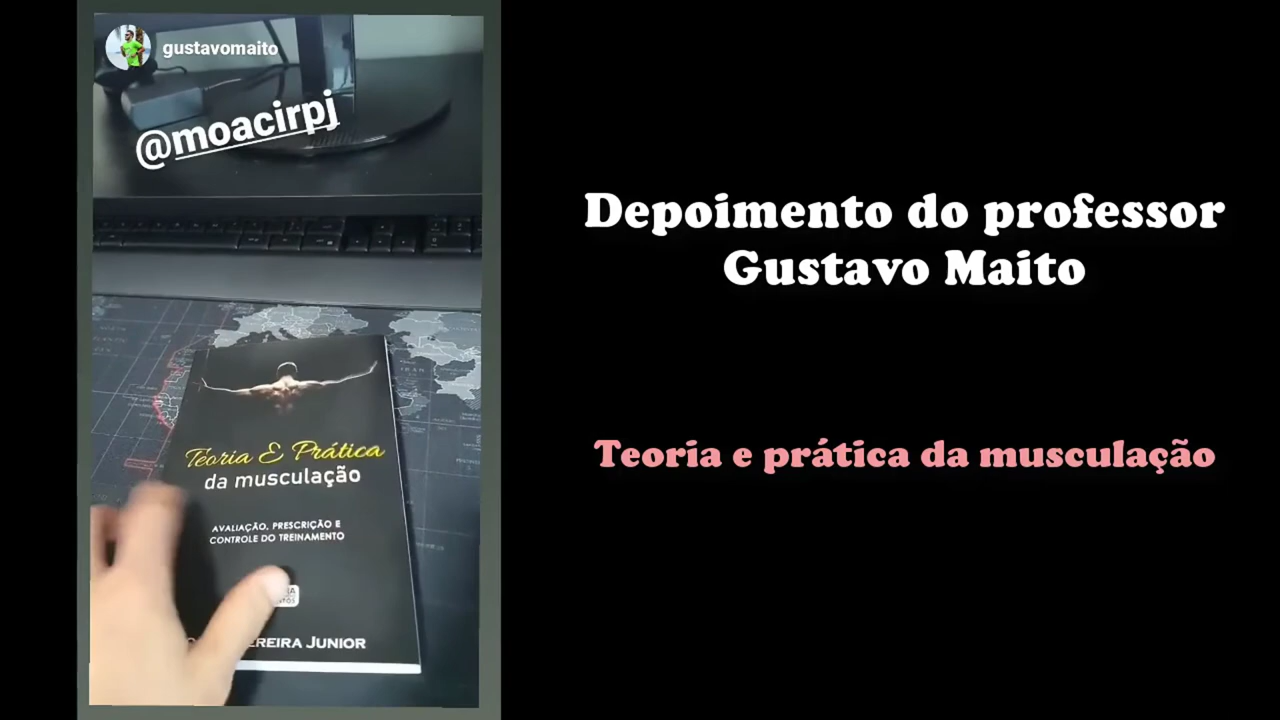 gustavomaito
@moacirpj
Teoria E Prática
da musculação
AVALIAÇÃO, PRESCRIÇÃO E
CONTROLE DO TREINAMENTO
JUNIOR
Depoimento do professor
Gustavo Maito
Teoria e prática da musculação